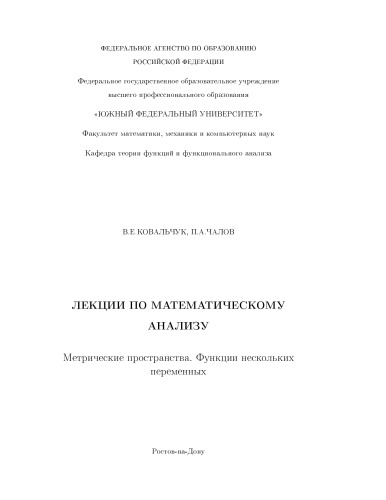 ФЕДЕРАЛЬНОЕ АГЕНСТВО ПО ОБРАЗОВАНИЮ
РОССИЙСКОЙ ФЕДЕРАЦИИ
Федеральное государственное образовательное учреждение
высшего профессионального образования
«ЮЖНЫЙ ФЕДЕРАЛЬНЫЙ УНИВЕРСИТЕТ»
Факультет математики, механики и компьютерных наук
Кафедра теории функций и функционального анализа
В.Е.КОВАЛЬЧУК, П.А.ЧАЛОВ
ЛЕКЦИИ ПО МАТЕМАТИЧЕСКОМУ
АНАЛИЗУ
Метрические пространства. Функции нескольких
переменных
Ростов-на-Дону